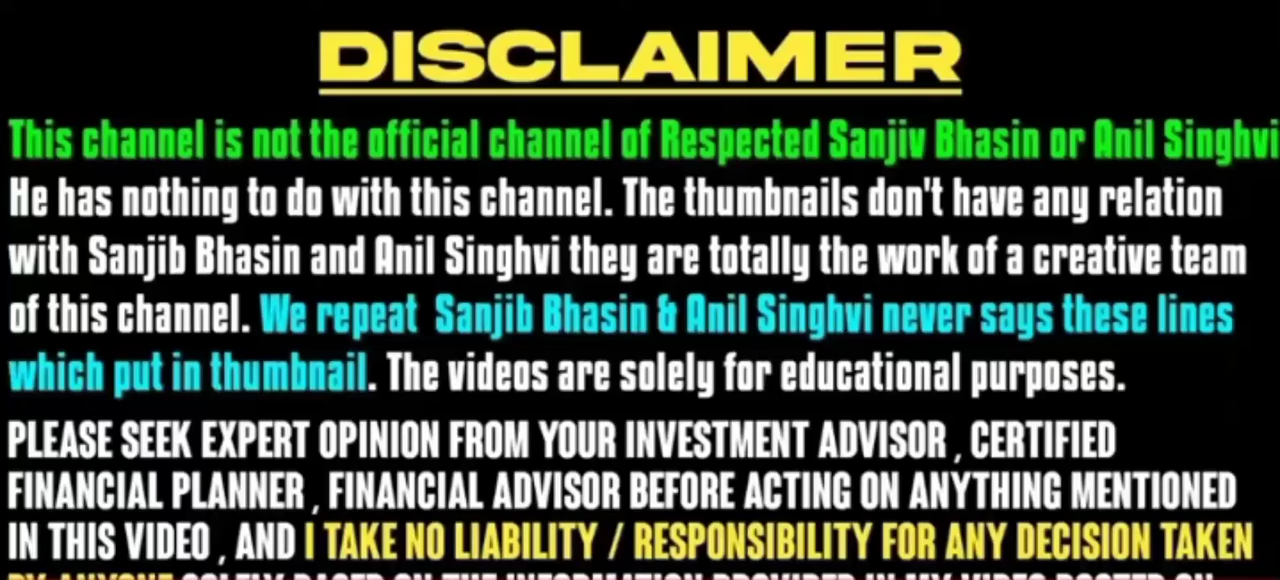 DISCLAIMER
This channel is not the official channel of Respected Sanjiv Bhasin or Anil Singhvi
He has nothing to do with this channel. The thumbnails don't have any relation
with Sanjib Bhasin and Anil Singhvi they are totally the work of a creative team
of this channel. We repeat Sanjib Bhasin & Anil Singhvi never says these lines
which put in thumbnail. The videos are solely for educational purposes.
PLEASE SEEK EXPERT OPINION FROM YOUR INVESTMENT ADVISOR , CERTIFIED
FINANCIAL PLANNER , FINANCIAL ADVISOR BEFORE ACTING ON ANYTHING MENTIONED
IN THIS VIDEO , AND I TAKE NO LIABILITY / RESPONSIBILITY FOR ANY DECISION TAKEN